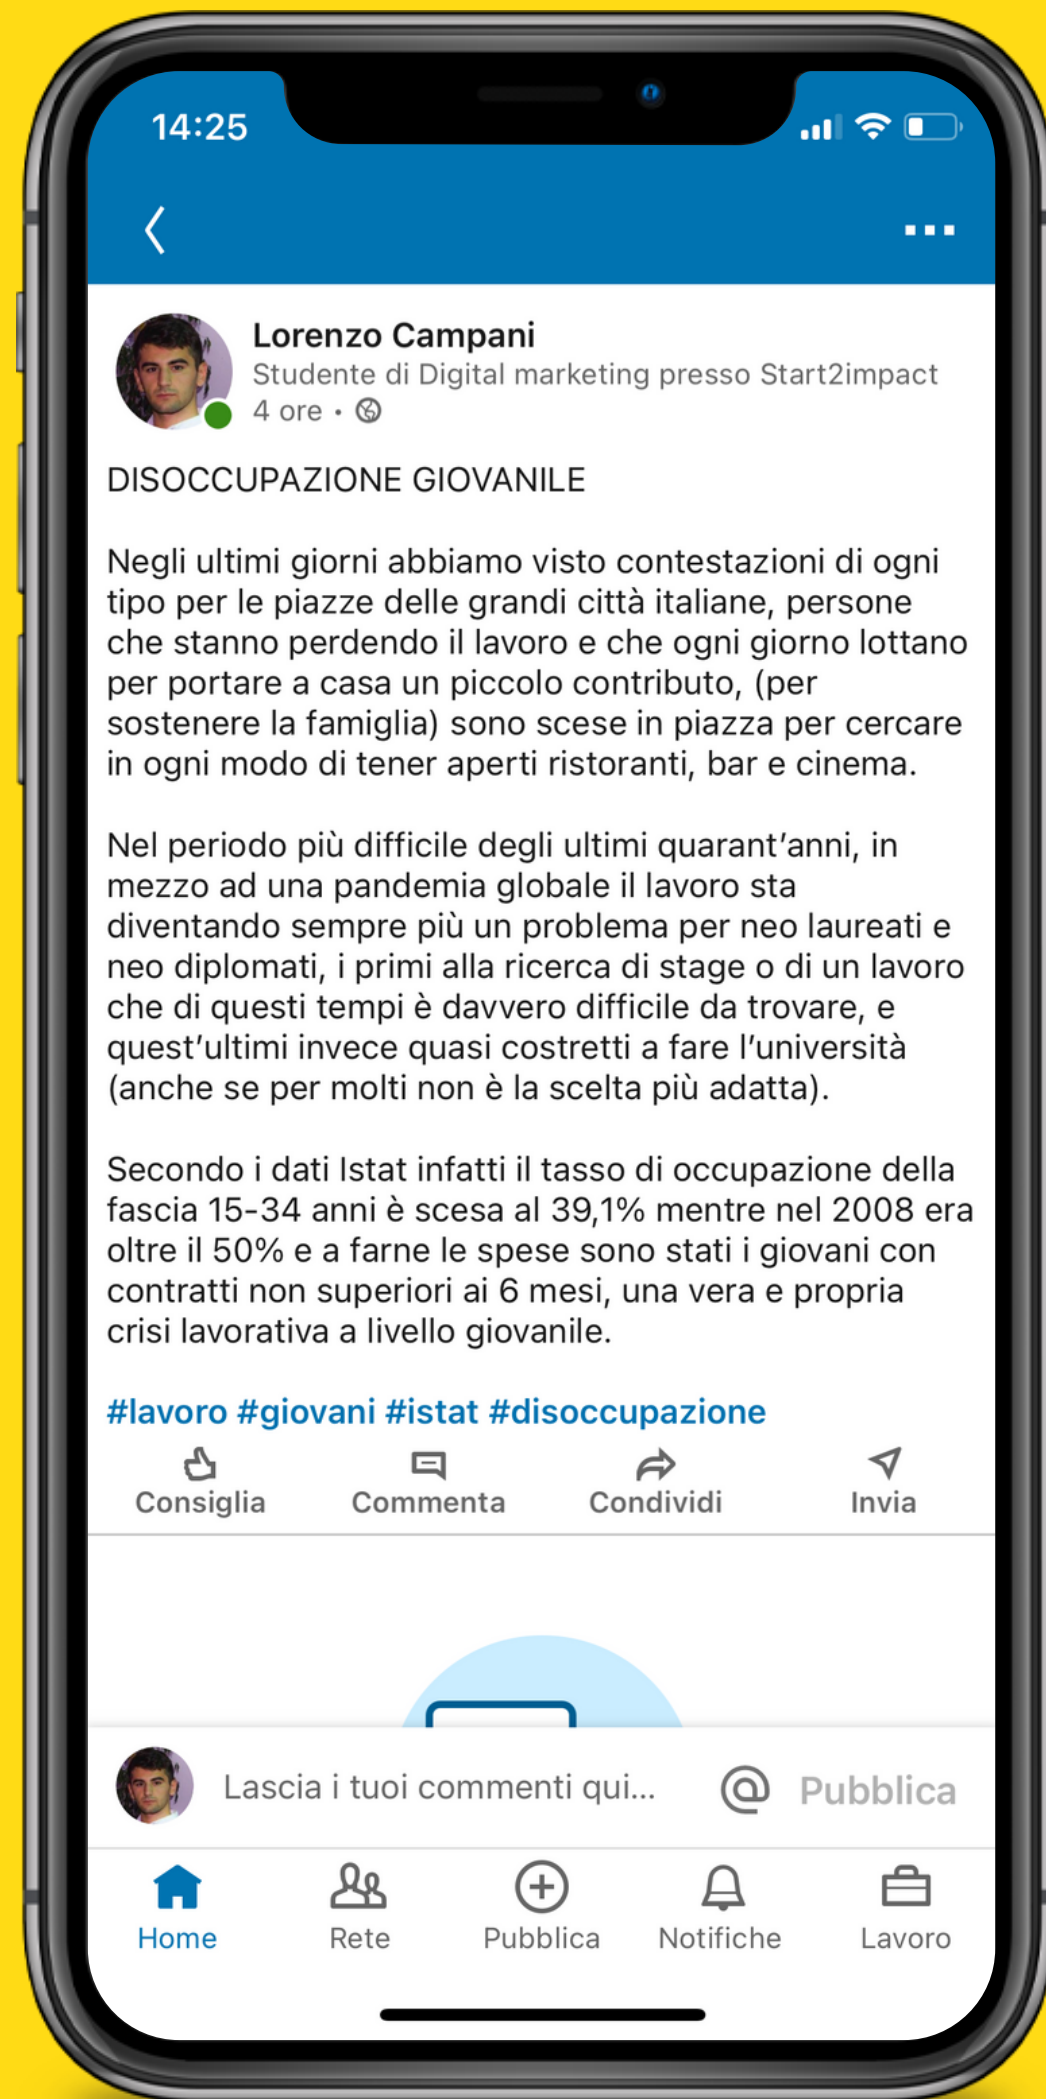 14:25
Lorenzo Campani
Studente di Digital marketing presso Start2impact
4 ore •
DISOCCUPAZIONE GIOVANILE
Negli ultimi giorni abbiamo visto contestazioni di ogni
tipo per le piazze delle grandi città italiane, persone
che stanno perdendo il lavoro e che ogni giorno lottano
per portare a casa un piccolo contributo, (per
sostenere la famiglia) sono scese in piazza per cercare
in ogni modo di tener aperti ristoranti, bar e cinema.
Nel periodo più difficile degli ultimi quarant'anni, in
mezzo ad una pandemia globale il lavoro sta
diventando sempre più un problema per neo laureati e
neo diplomati, i primi alla ricerca di stage o di un lavoro
che di questi tempi è davvero difficile da trovare, e
quest'ultimi invece quasi costretti a fare l'università
(anche se per molti non è la scelta più adatta).
Secondo i dati Istat infatti il tasso di occupazione della
fascia 15-34 anni è scesa al 39,1% mentre nel 2008 era
oltre il 50% e a farne le spese sono stati i giovani con
contratti non superiori ai 6 mesi, una vera e propria
crisi lavorativa a livello giovanile.
#lavoro #giovani #istat #disoccupazione
Consiglia Commenta Condividi Invia
Lascia i tuoi commenti qui... @ Pubblica
Home Rete Pubblica Notifiche Lavoro